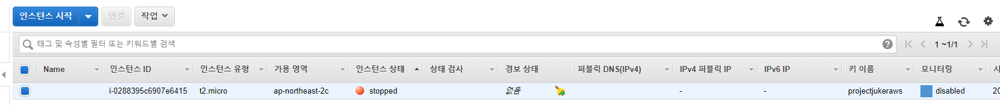 인스턴스 시작 연결 작업
태그 및 속성별 필터 또는 키워드별 검색 1 ~1/1
Name 인스턴스 ID 인스턴스 유형 가용 영역 인스턴스 상태 상태 검사 경보 상태 퍼블릭 DNS(IPv4) IPv4 퍼블릭 IP IPv6 IP 키 이름 모니터링 시
i-0288395c6907e6415 t2.micro ap-northeast-2c stopped 없음 - - projectjukeraws disabled 20